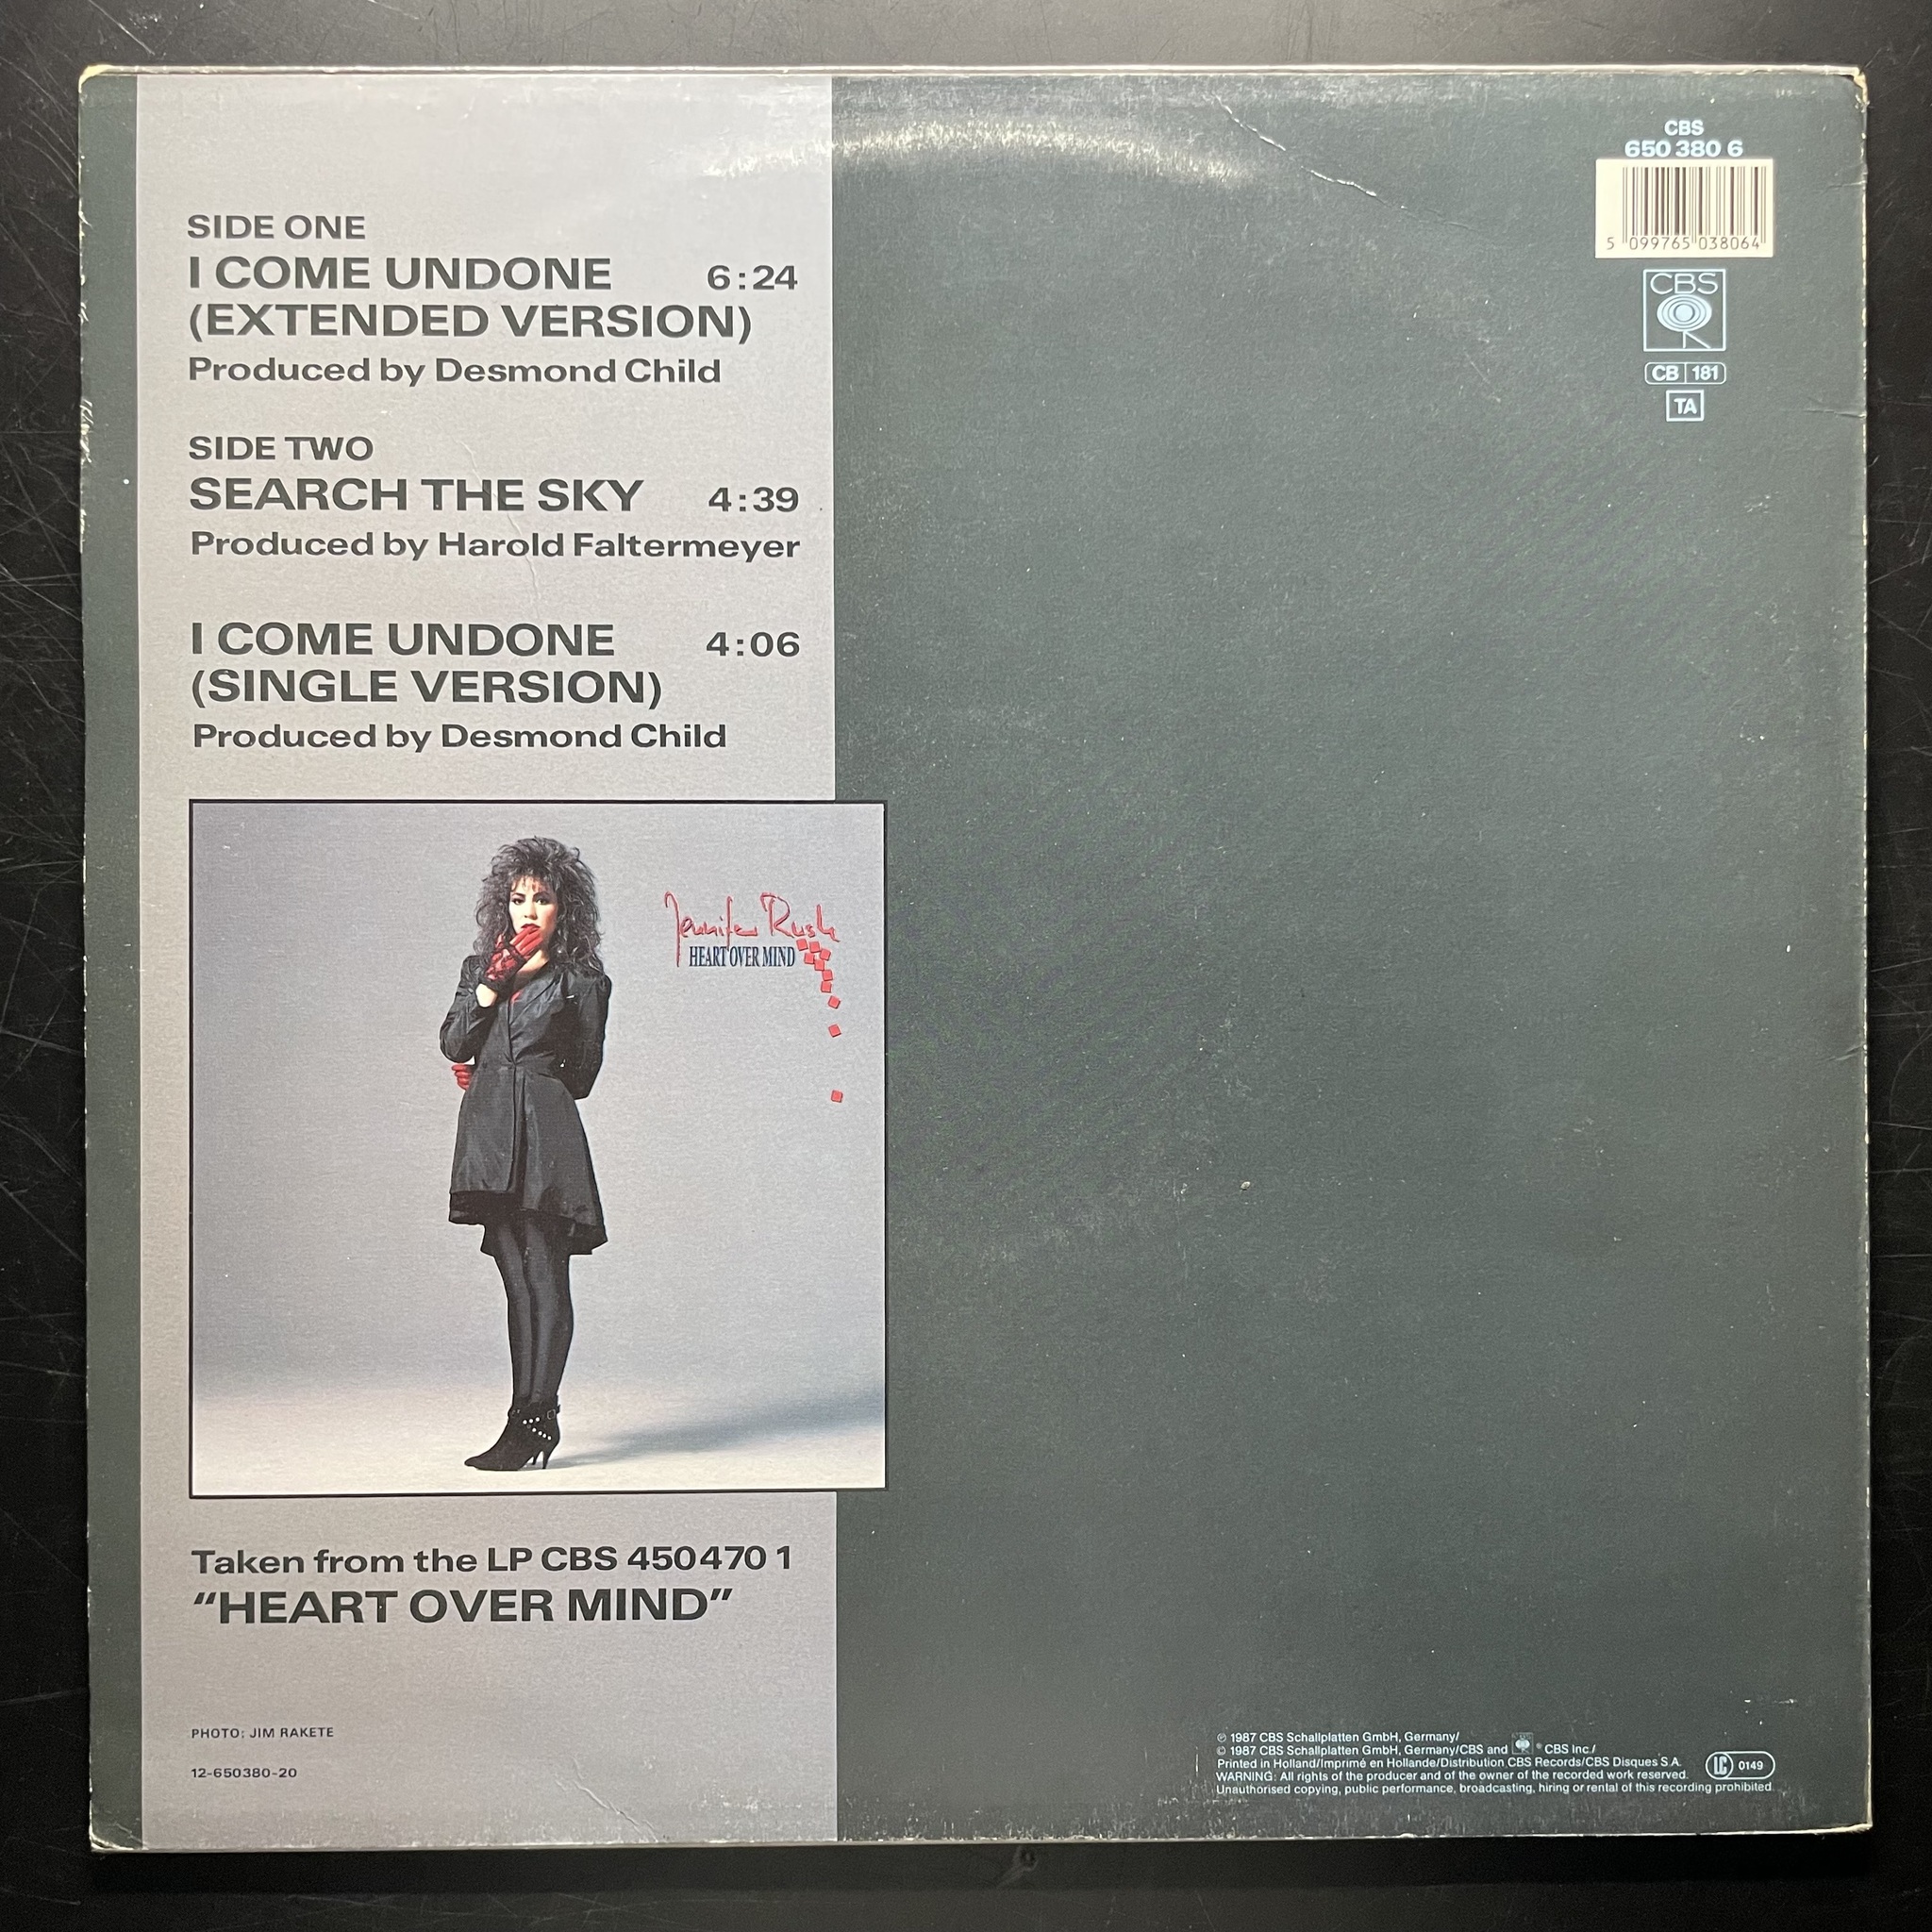 SIDE ONE
I COME UNDONE 6:24
(EXTENDED VERSION)
Produced by Desmond Child
SIDE TWO
SEARCH THE SKY 4:39
Produced by Harold Faltermeyer
I COME UNDONE 4:06
(SINGLE VERSION)
Produced by Desmond Child
Jennifer Rush
HEART OVER MIND
Taken from the LP CBS 450470 1
“HEART OVER MIND”
PHOTO: JIM RAKETE
12-650380-20
CBS
650 380 6
5 099765 038064
CBS
CB 181
TA
℗ 1987 CBS Schallplatten GmbH, Germany/
© 1987 CBS Schallplatten GmbH, Germany/CBS and ® CBS Inc./
Printed in Holland/Imprimé en Hollande/Distribution CBS Records/CBS Disques S.A.
WARNING: All rights of the producer and of the owner of the recorded work reserved.
Unauthorised copying, public performance, broadcasting, hiring or rental of this recording prohibited.
LC 0149